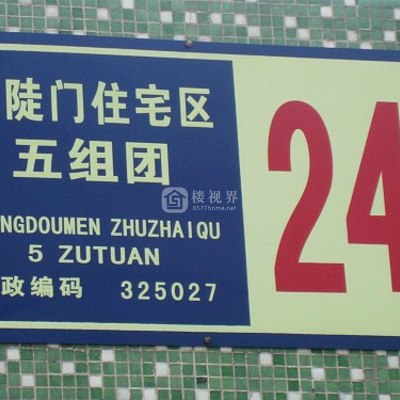 陡门住宅区
五组团
NGDOUMEN ZHUZHAIQU
5 ZUTUAN
政编码 325027
24
楼视界
0577home.net